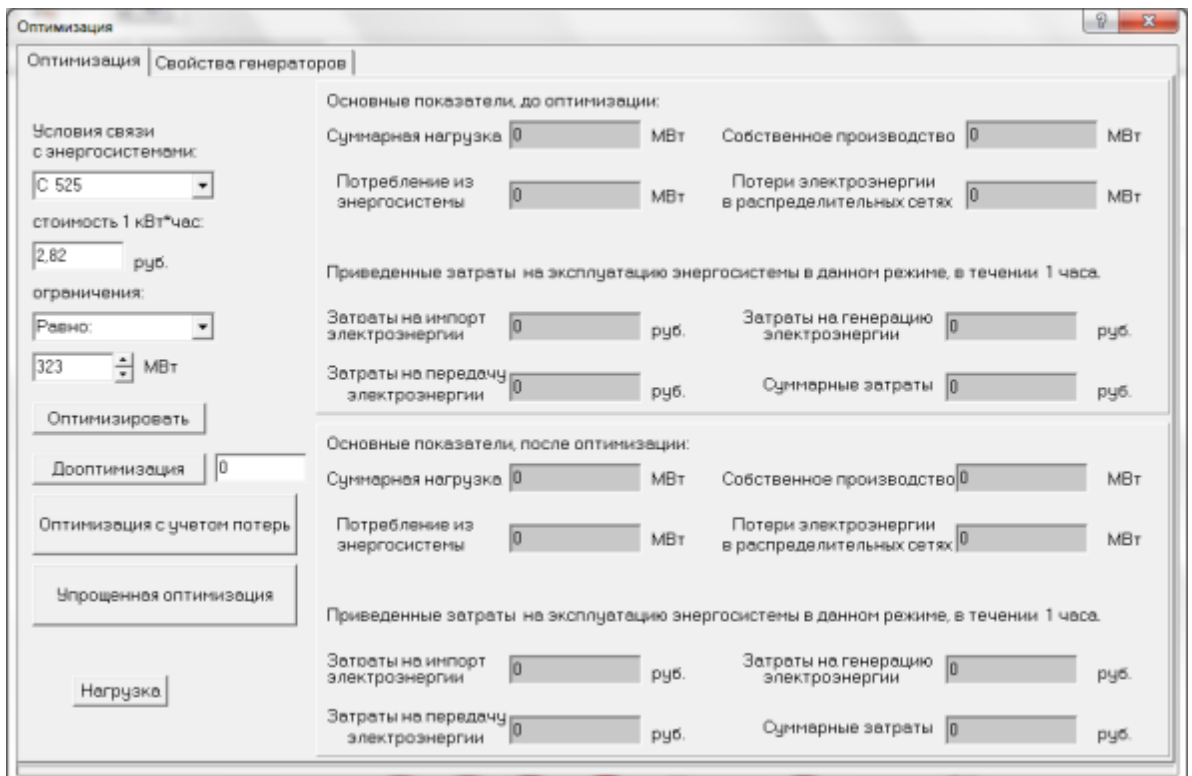 Оптимизация
Оптимизация Свойства генераторов
Условия связи
с энергосистемами:
С 525
стоимость 1 кВт*час:
2,82 руб.
ограничения:
Равно:
323 МВт
Оптимизировать
Дооптимизация 0
Оптимизация с учетом потерь
Упрощенная оптимизация
Нагрузка
Основные показатели, до оптимизации:
Суммарная нагрузка 0 МВт Собственное производство 0 МВт
Потребление из
энергосистемы 0 МВт
Потери электроэнергии
в распределительных сетях 0 МВт
Приведенные затраты на эксплуатацию энергосистемы в данном режиме, в течении 1 часа.
Затраты на импорт
электроэнергии 0 руб.
Затраты на генерацию
электроэнергии 0 руб.
Затраты на передачу
электроэнергии 0 руб.
Суммарные затраты 0 руб.
Основные показатели, после оптимизации:
Суммарная нагрузка 0 МВт Собственное производство 0 МВт
Потребление из
энергосистемы 0 МВт
Потери электроэнергии
в распределительных сетях 0 МВт
Приведенные затраты на эксплуатацию энергосистемы в данном режиме, в течении 1 часа.
Затраты на импорт
электроэнергии 0 руб.
Затраты на генерацию
электроэнергии 0 руб.
Затраты на передачу
электроэнергии 0 руб.
Суммарные затраты 0 руб.